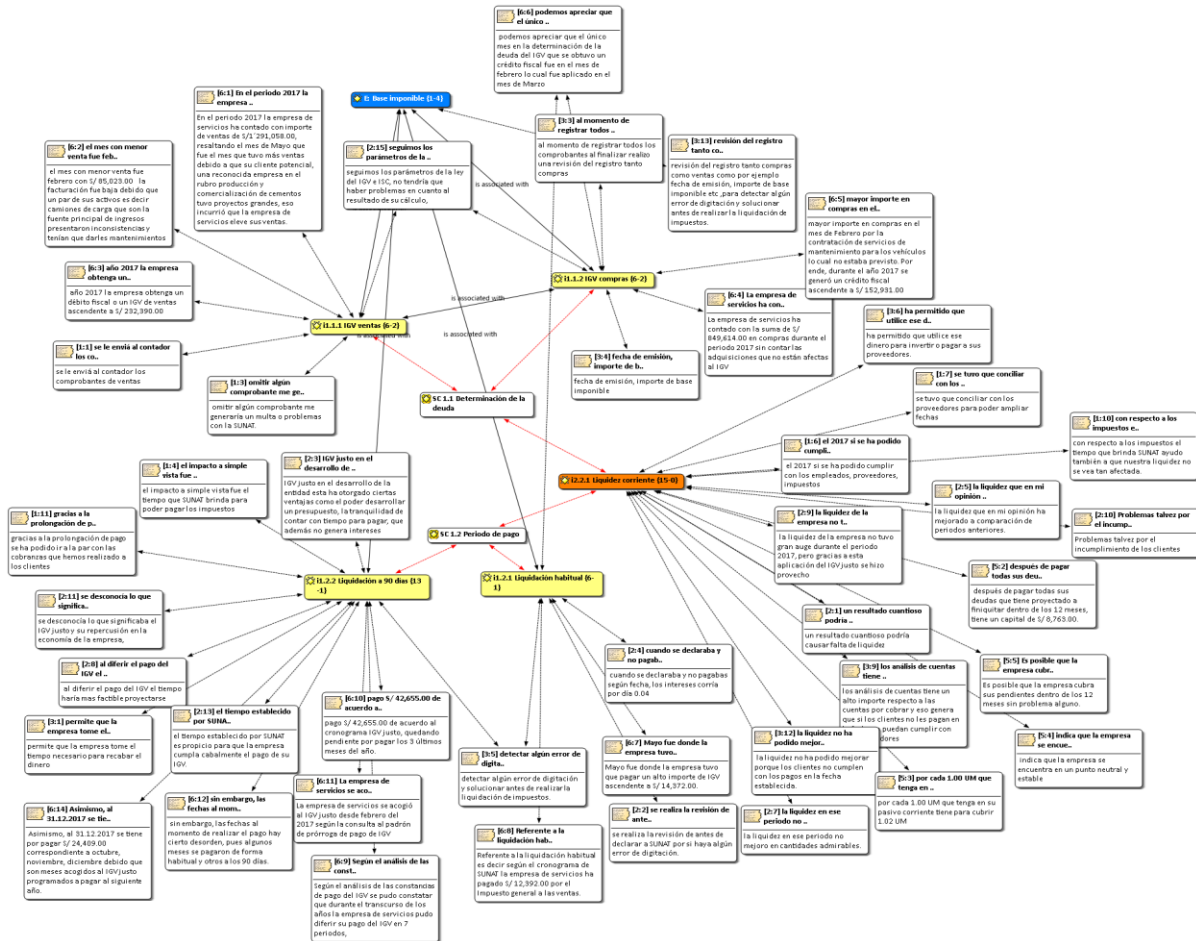 [6:6] podemos apreciar que
el único ..
podemos apreciar que el único
mes en la determinación de la
deuda del IGV que se obtuvo un
crédito fiscal fue en el mes de
febrero lo cual fue aplicado en el
mes de Marzo
[6:1] En el periodo 2017 la
empresa ..
En el periodo 2017 la empresa de
servicios ha contado con importe
de ventas de S/1´291,058.00,
resaltando el mes de Mayo que
fue el mes que tuvo más ventas
debido a que su cliente potencial,
una reconocida empresa en el
rubro producción y
comercialización de cementos
tuvo proyectos grandes, eso
incurrió que la empresa de
servicios eleve sus ventas.
E: Base imponible {1-4}
[3:3] al momento de
registrar todos ..
al momento de registrar todos los
comprobantes al finalizar realizo
una revisión del registro tanto
compras
[3:13] revisión del registro
tanto co..
revisión del registro tanto compras
como ventas como por ejemplo
fecha de emisión, importe de base
imponible etc ,para detectar algún
error de digitación y solucionar
antes de realizar la liquidación de
impuestos.
[6:2] el mes con menor
venta fue feb..
el mes con menor venta fue
febrero con S/ 85,023.00 la
facturación fue baja debido que
un par de sus activos es decir
camiones de carga que son la
fuente principal de ingresos
presentaron inconsistencias y
tenían que darles mantenimientos
[2:15] seguimos los
parámetros de la ..
seguimos los parámetros de la ley
del IGV e ISC, no tendría que
haber problemas en cuanto al
resultado de su cálculo,
is associated with
[6:5] mayor importe en
compras en el..
mayor importe en compras en el
mes de Febrero por la
contratación de servicios de
mantenimiento para los vehículos
lo cual no estaba previsto. Por
ende, durante el año 2017 se
generó un crédito fiscal
ascendente a S/ 152,931.00
[6:3] año 2017 la empresa
obtenga un..
año 2017 la empresa obtenga un
débito fiscal o un IGV de ventas
ascendente a S/ 232,390.00
i1.1.2 IGV compras {6-2}
is associated with
[6:4] La empresa de
servicios ha con..
La empresa de servicios ha
contado con la suma de S/
849,614.00 en compras durante
el periodo 2017 sin contar las
adquisiciones que no están afectas
al IGV
[3:6] ha permitido que
utilice ese d..
ha permitido que utilice ese
dinero para invertir o pagar a sus
proveedores.
i1.1.1 IGV ventas {6-2}
is associated with
is associated with
[1:1] se le enviá al contador
los co..
se le enviá al contador los
comprobantes de ventas
[1:3] omitir algún
comprobante me ge..
omitir algún comprobante me
generaría un multa o problemas
con la SUNAT.
[3:4] fecha de emisión,
importe de b..
fecha de emisión, importe de base
imponible
[1:7] se tuvo que conciliar
con los ..
se tuvo que conciliar con los
proveedores para poder ampliar
fechas
SC 1.1 Determinación de la
deuda
[1:10] con respecto a los
impuestos e..
con respecto a los impuestos el
tiempo que brinda SUNAT ayudo
también a que nuestra liquidez no
se vea tan afectada.
[1:6] el 2017 si se ha podido
cumpli..
el 2017 si se ha podido cumplir
con los empleados, proveedores,
impuestos
[1:4] el impacto a simple
vista fue ..
el impacto a simple vista fue el
tiempo que SUNAT brinda para
poder pagar los impuestos
[2:3] IGV justo en el
desarrollo de ..
IGV justo en el desarrollo de la
entidad esta ha otorgado ciertas
ventajas como el poder desarrollar
un presupuesto, la tranquilidad de
contar con tiempo para pagar, que
además no genera intereses
i2.2.1 Liquidez corriente {15-0}
[2:5] la liquidez que en mi
opinión ..
la liquidez que en mi opinión ha
mejorado a comparación de
periodos anteriores.
[2:10] Problemas talvez por
el incump..
Problemas talvez por el
incumplimiento de los clientes
[1:11] gracias a la
prolongación de p..
gracias a la prolongación de pago
se ha podido ir a la par con las
cobranzas que hemos realizado a
los clientes
[2:9] la liquidez de la
empresa no t..
la liquidez de la empresa no tuvo
gran auge durante el periodo
2017, pero gracias a esta
aplicación del IGV justo se hizo
provecho
SC 1.2 Periodo de pago
[5:2] después de pagar
todas sus deu..
después de pagar todas sus
deudas que tiene proyectado a
finiquitar dentro de los 12 meses,
tiene un capital de S/ 8,763.00.
i1.2.2 Liquidación a 90 días {13
-1}
i1.2.1 Liquidación habitual {6-
1}
[2:11] se desconocía lo que
significa..
se desconocía lo que significaba el
IGV justo y su repercusión en la
economía de la empresa,
[2:1] un resultado cuantioso
podría ..
un resultado cuantioso podría
causar falta de liquidez
[2:4] cuando se declaraba y
no pagab..
cuando se declaraba y no pagabas
según fecha, los intereses corría
por día 0.04
[2:8] al diferir el pago del
IGV el ..
al diferir el pago del IGV el tiempo
haría mas factible proyectarse
[5:5] Es posible que la
empresa cubr..
Es posible que la empresa cubra
sus pendientes dentro de los 12
meses sin problema alguno.
[3:9] los análisis de cuentas
tiene ..
los análisis de cuentas tiene un
alto importe respecto a las
cuentas por cobrar y eso genera
que si los clientes no les pagan en
puedan cumplir con
[6:10] pago S/ 42,655.00 de
acuerdo a..
pago S/ 42,655.00 de acuerdo al
cronograma IGV justo, quedando
pendiente por pagar los 3 últimos
meses del año.
[2:13] el tiempo establecido
por SUNA..
el tiempo establecido por SUNAT
es propicio para que la empresa
cumpla cabalmente el pago de su
IGV.
[3:1] permite que la
empresa tome el..
permite que la empresa tome el
tiempo necesario para recabar el
dinero
[3:12] la liquidez no ha
podido mejor..
la liquidez no ha podido mejorar
porque los clientes no cumplen
con los pagos en la fecha
establecida.
[5:4] indica que la empresa
se encue..
indica que la empresa se
encuentra en un punto neutral y
estable
[6:7] Mayo fue donde la
empresa tuvo..
Mayo fue donde la empresa tuvo
que pagar un alto importe de IGV
ascendente a S/ 14,372.00.
[3:5] detectar algún error de
digita..
detectar algún error de digitación
y solucionar antes de realizar la
liquidación de impuestos.
[5:3] por cada 1.00 UM que
tenga en ..
por cada 1.00 UM que tenga en su
pasivo corriente tiene para cubrir
1.02 UM
[6:11] La empresa de
servicios se aco..
La empresa de servicios se acogió
al IGV justo desde febrero del
2017 según la consulta al padrón
de prórroga de pago de IGV
[6:14] Asimismo, al
31.12.2017 se tie..
Asimismo, al 31.12.2017 se tiene
por pagar S/ 24,489.00
correspondiente a octubre,
noviembre, diciembre debido que
son meses acogidos al IGV justo
programados a pagar al siguiente
año.
[6:12] sin embargo, las
fechas al mom..
sin embargo, las fechas al
momento de realizar el pago hay
cierto desorden, pues algunos
meses se pagaron de forma
habitual y otros a los 90 días.
[2:2] se realiza la revisión de
ante..
se realiza la revisión de antes de
declarar a SUNAT por si haya algún
error de digitación.
[2:7] la liquidez en ese
periodo no ..
la liquidez en ese periodo no
mejoro en cantidades admirables.
[6:8] Referente a la
liquidación hab..
Referente a la liquidación habitual
es decir según el cronograma de
SUNAT la empresa de servicios ha
pagado S/ 12,392.00 por el
Impuesto general a las ventas.
[6:9] Según el análisis de las
const..
Según el análisis de las constancias
de pago del IGV se pudo constatar
que durante el transcurso de los
años la empresa de servicios pudo
diferir su pago del IGV en 7
periodos,